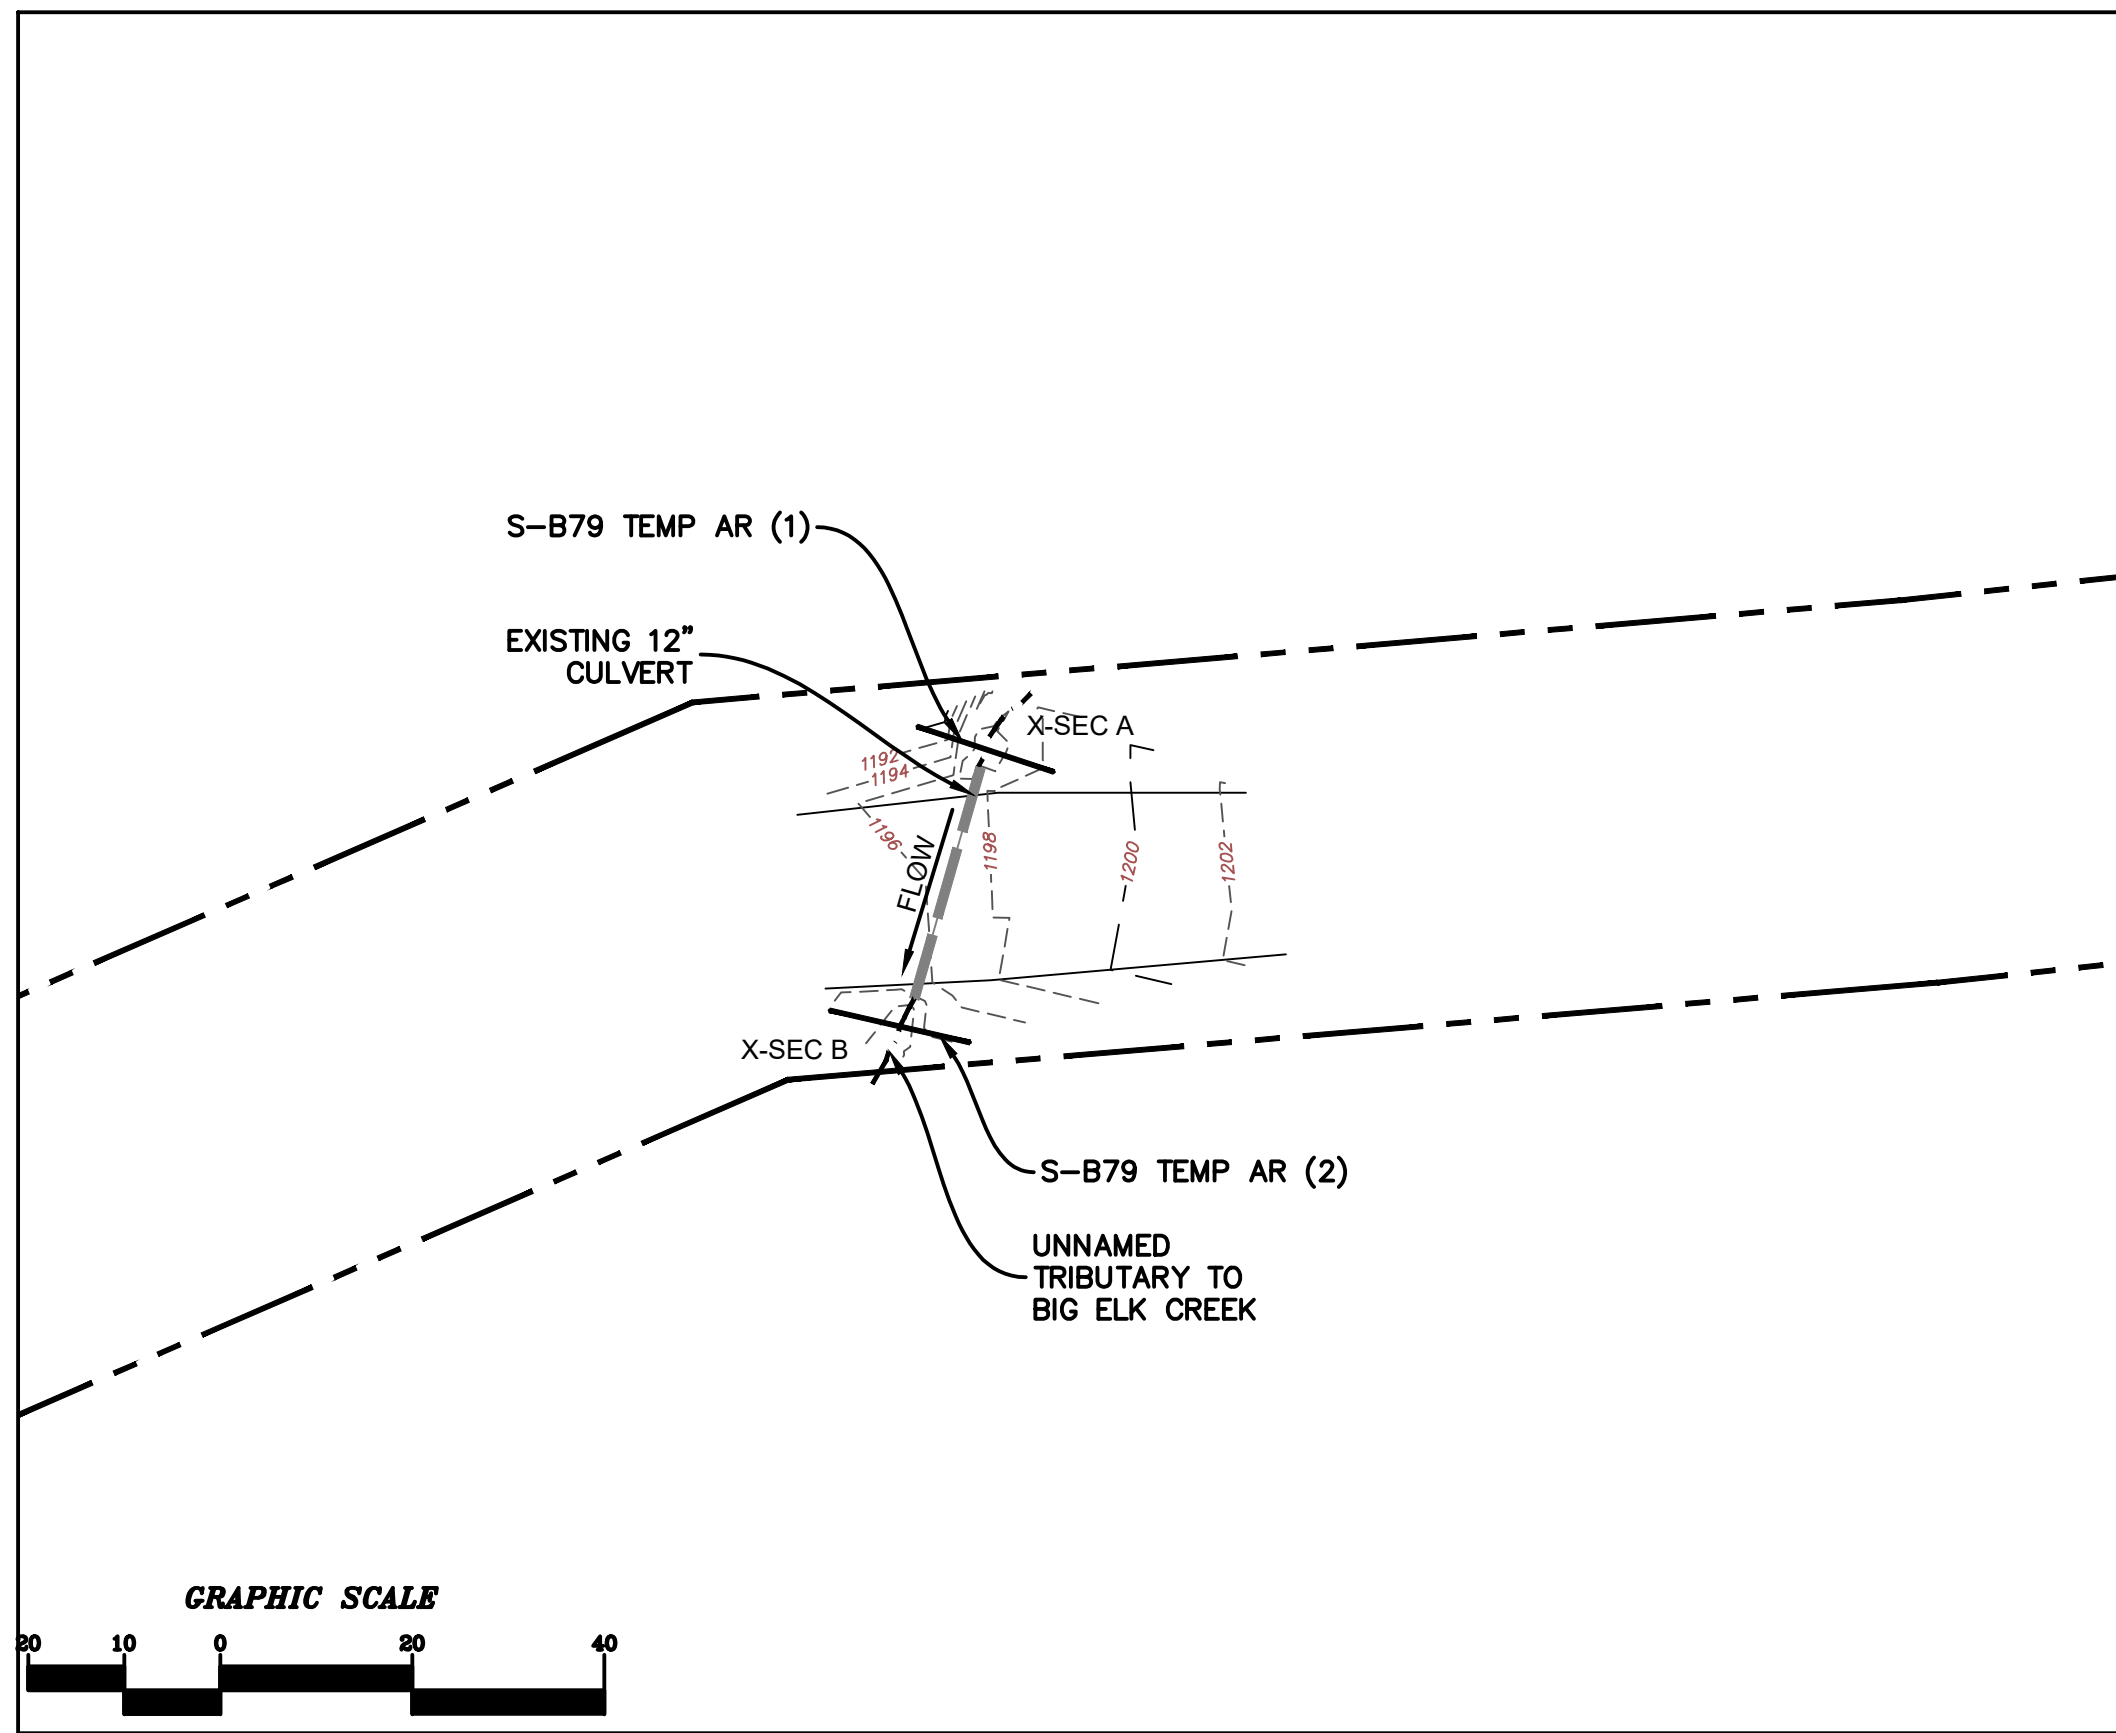 S-B79 TEMP AR (1)
EXISTING 12"
CULVERT
X-SEC A
1192
1194
1196
1198
1200
1202
FLOW
X-SEC B
S-B79 TEMP AR (2)
UNNAMED
TRIBUTARY TO
BIG ELK CREEK
GRAPHIC SCALE
20 10 0 20 40